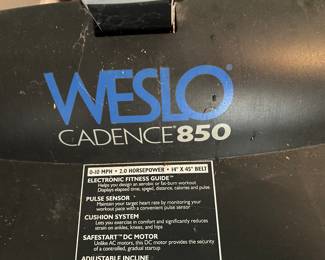 WESLO®
CADENCE 850
0-10 MPH • 2.0 HORSEPOWER • 14" X 45" BELT
ELECTRONIC FITNESS GUIDE™
Helps you design an aerobic or fat-burn workout
Displays elapsed time, speed, distance, calories and pulse
PULSE SENSOR
Maintain your target heart rate by monitoring your
workout pace with a convenient pulse sensor
CUSHION SYSTEM
Lets you exercise in comfort and significantly reduces
strain on ankles, knees, and hips
SAFESTART™ DC MOTOR
Unlike AC motors, this DC motor provides the security
of a controlled, gradual startup
ADJUSTABLE INCLINE